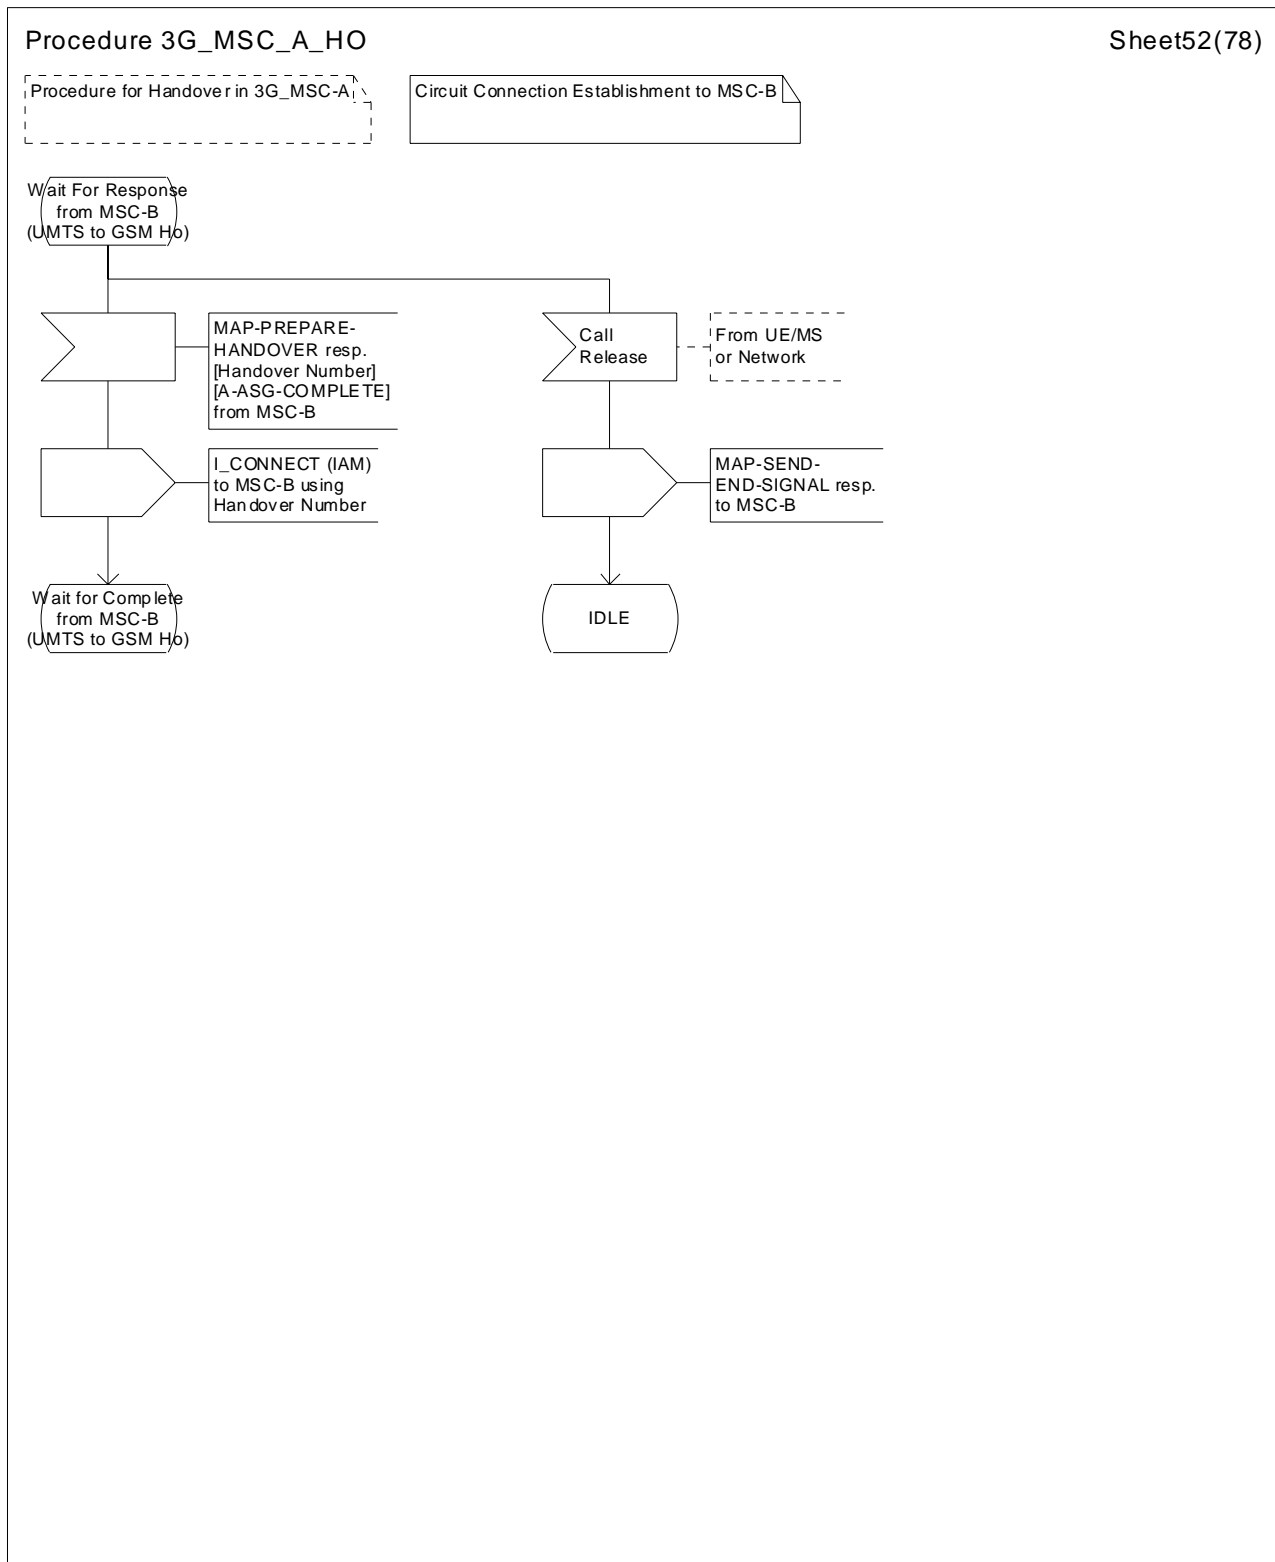 Procedure 3G_MSC_A_HO
Sheet52(78)
Procedure for Handover in 3G_MSC-A
Circuit Connection Establishment to MSC-B
Wait For Response
from MSC-B
(UMTS to GSM Ho)
MAP-PREPARE-
HANDOVER resp.
[Handover Number]
[A-ASG-COMPLETE]
from MSC-B
Call
Release
From UE/MS
or Network
I_CONNECT (IAM)
to MSC-B using
Handover Number
MAP-SEND-
END-SIGNAL resp.
to MSC-B
Wait for Complete
from MSC-B
(UMTS to GSM Ho)
IDLE